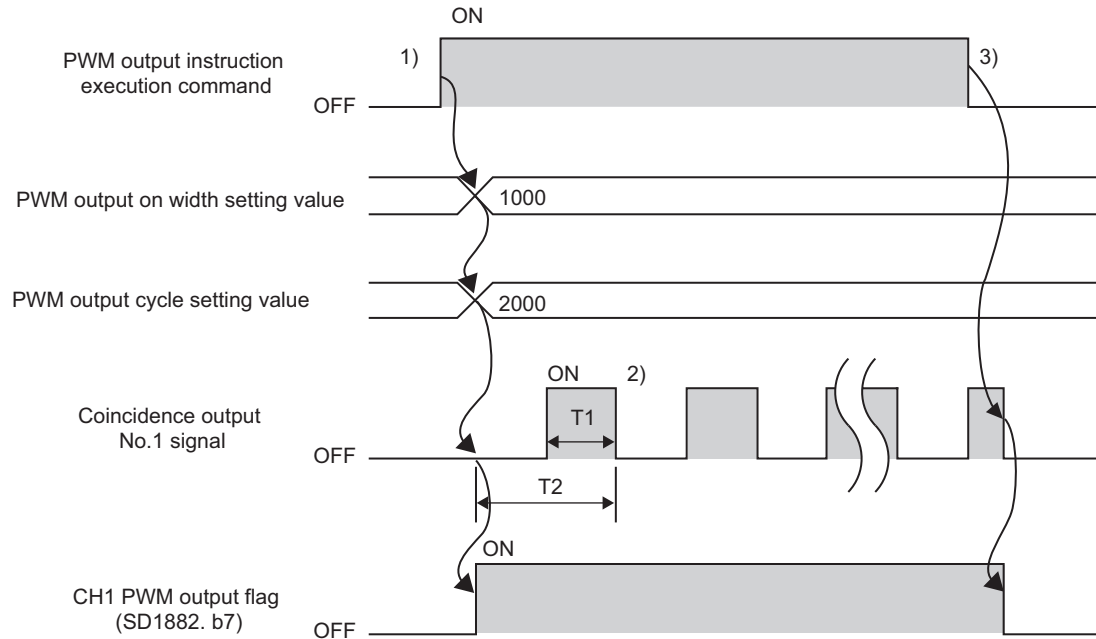 ON
PWM output instruction
execution command
1)
3)
OFF
PWM output on width setting value
1000
PWM output cycle setting value
2000
ON
2)
Coincidence output
No.1 signal
T1
OFF
T2
ON
CH1 PWM output flag
(SD1882. b7)
OFF